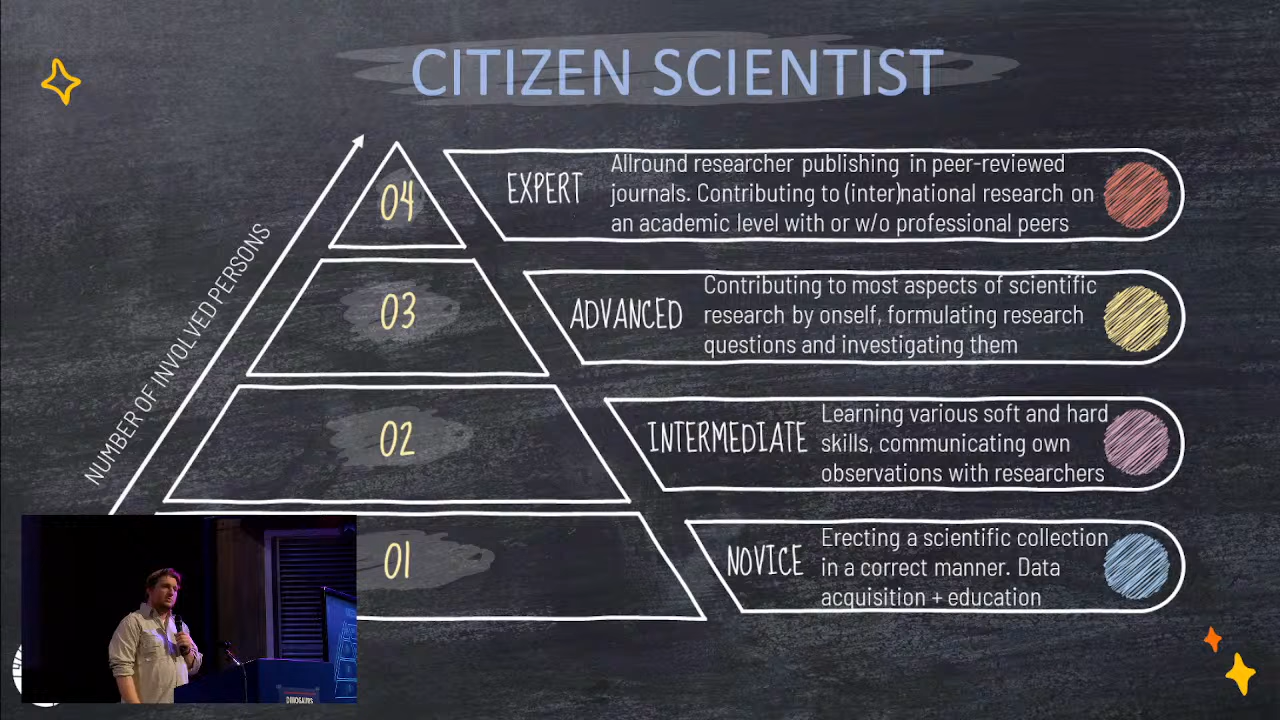 CITIZEN SCIENTIST
NUMBER OF INVOLVED PERSONS
04
EXPERT
Allround researcher publishing in peer-reviewed
journals. Contributing to (inter)national research on
an academic level with or w/o professional peers
03
ADVANCED
Contributing to most aspects of scientific
research by onself, formulating research
questions and investigating them
02
INTERMEDIATE
Learning various soft and hard
skills, communicating own
observations with researchers
01
NOVICE
Erecting a scientific collection
in a correct manner. Data
acquisition + education
DINOSAURS